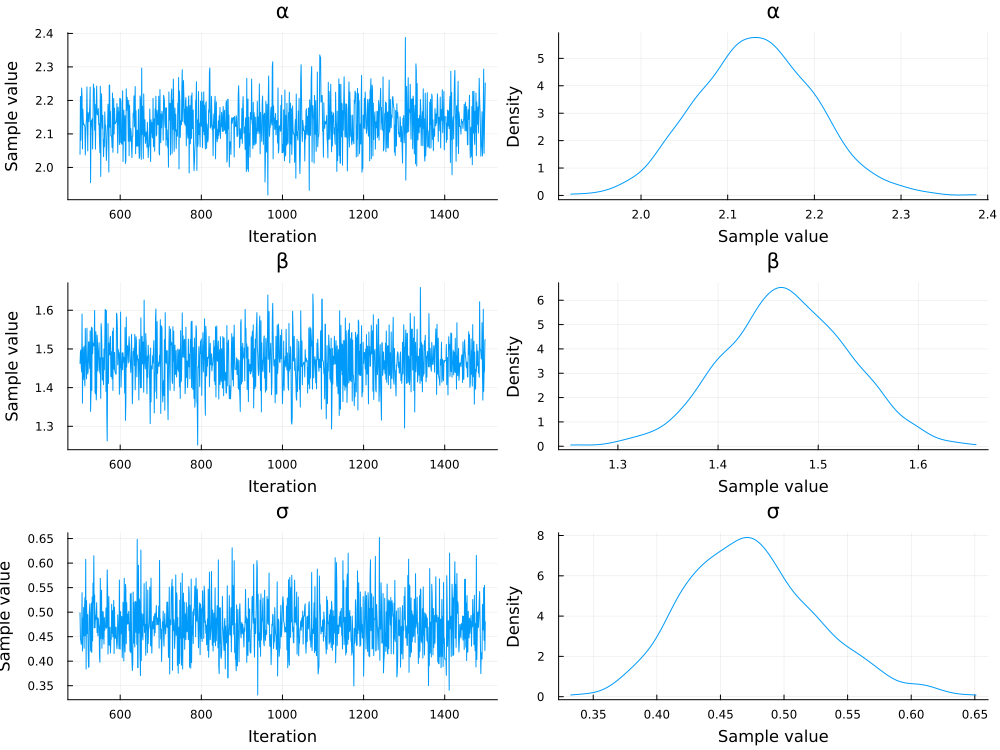 α
Sample value
2.4
2.3
2.2
2.1
2.0
600 800 1000 1200 1400
Iteration
α
Density
5
4
3
2
1
0
2.0 2.1 2.2 2.3 2.4
Sample value
β
Sample value
1.6
1.5
1.4
1.3
600 800 1000 1200 1400
Iteration
β
Density
6
5
4
3
2
1
0
1.3 1.4 1.5 1.6
Sample value
σ
Sample value
0.65
0.60
0.55
0.50
0.45
0.40
0.35
600 800 1000 1200 1400
Iteration
σ
Density
8
6
4
2
0
0.35 0.40 0.45 0.50 0.55 0.60 0.65
Sample value